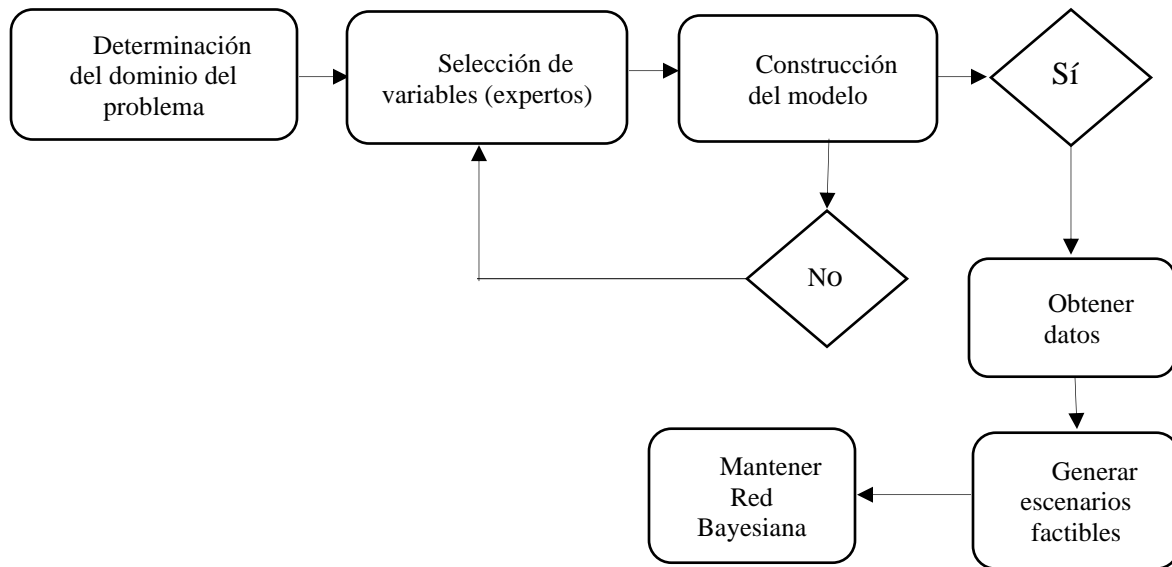 Determinación
del dominio del
problema
Selección de
variables (expertos)
Construcción
del modelo
Sí
No
Obtener
datos
Generar
escenarios
factibles
Mantener
Red
Bayesiana